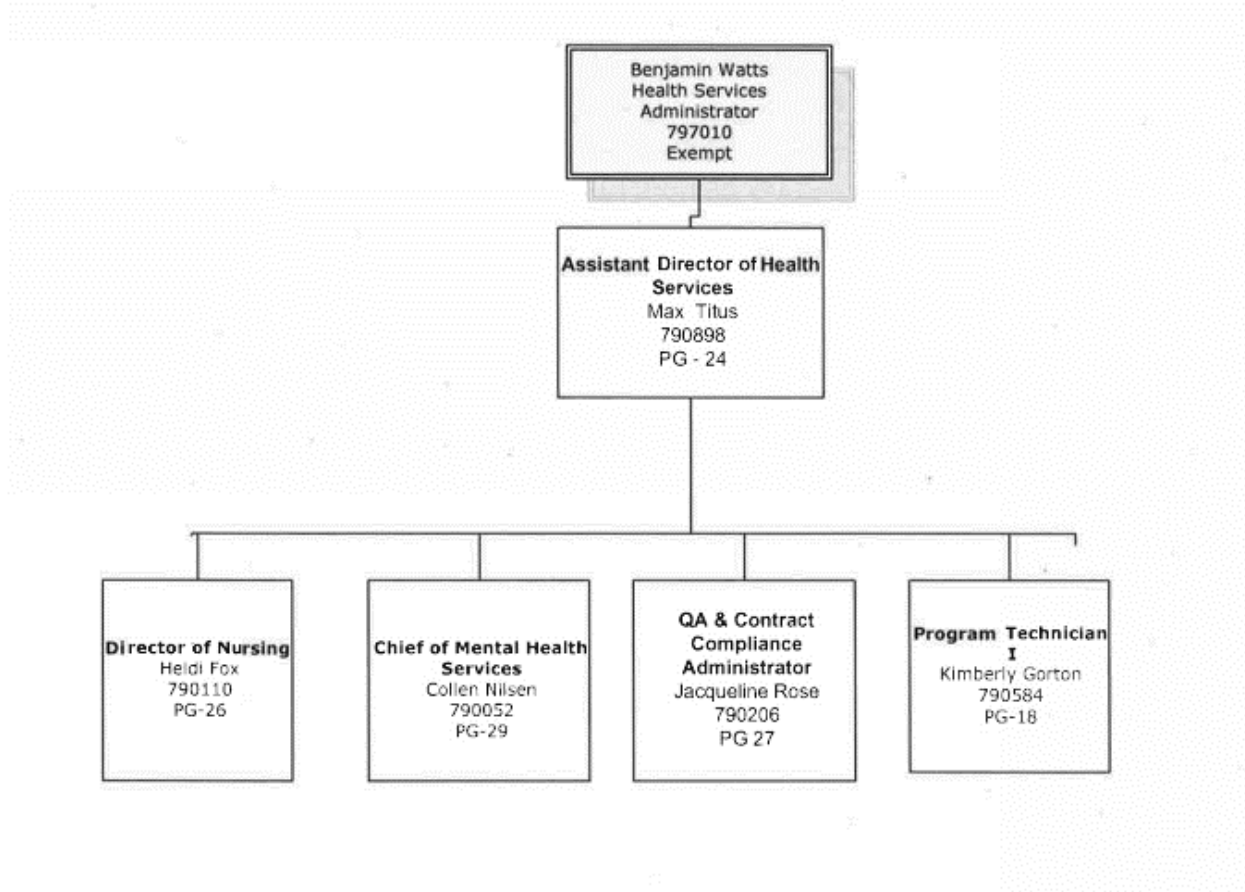 Benjamin Watts
Health Services
Administrator
797010
Exempt
Assistant Director of Health
Services
Max Titus
790898
PG - 24
Director of Nursing
Heidi Fox
790110
PG-26
Chief of Mental Health
Services
Collen Nilsen
790052
PG-29
QA & Contract
Compliance
Administrator
Jacqueline Rose
790206
PG 27
Program Technician
I
Kimberly Gorton
790584
PG-18